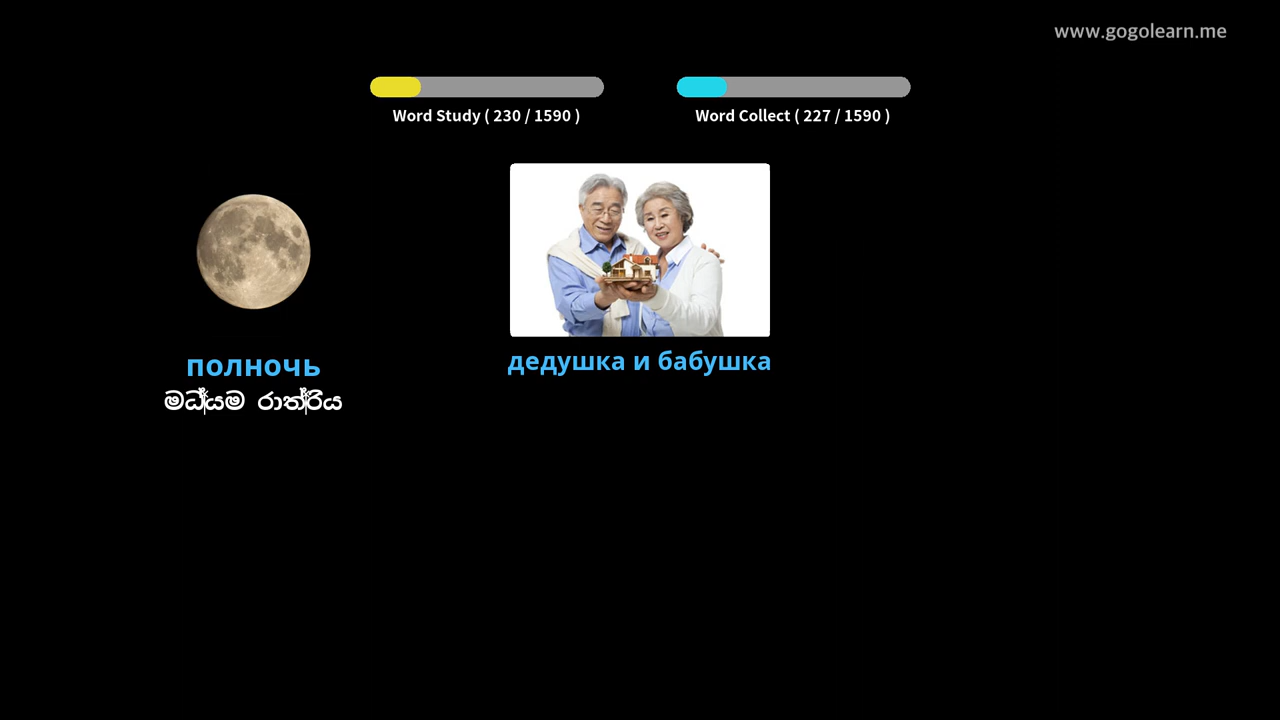 www.gogolearn.me
Word Study ( 230 / 1590 )
Word Collect ( 227 / 1590 )
полночь
මධ්‍යම රාත්‍රිය
дедушка и бабушка